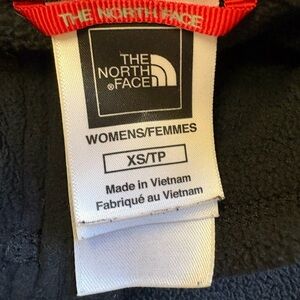 THE NORTH FACE
THE
NORTH
®FACE
WOMENS/FEMMES
XS/TP
Made in Vietnam
Fabriqué au Vietnam